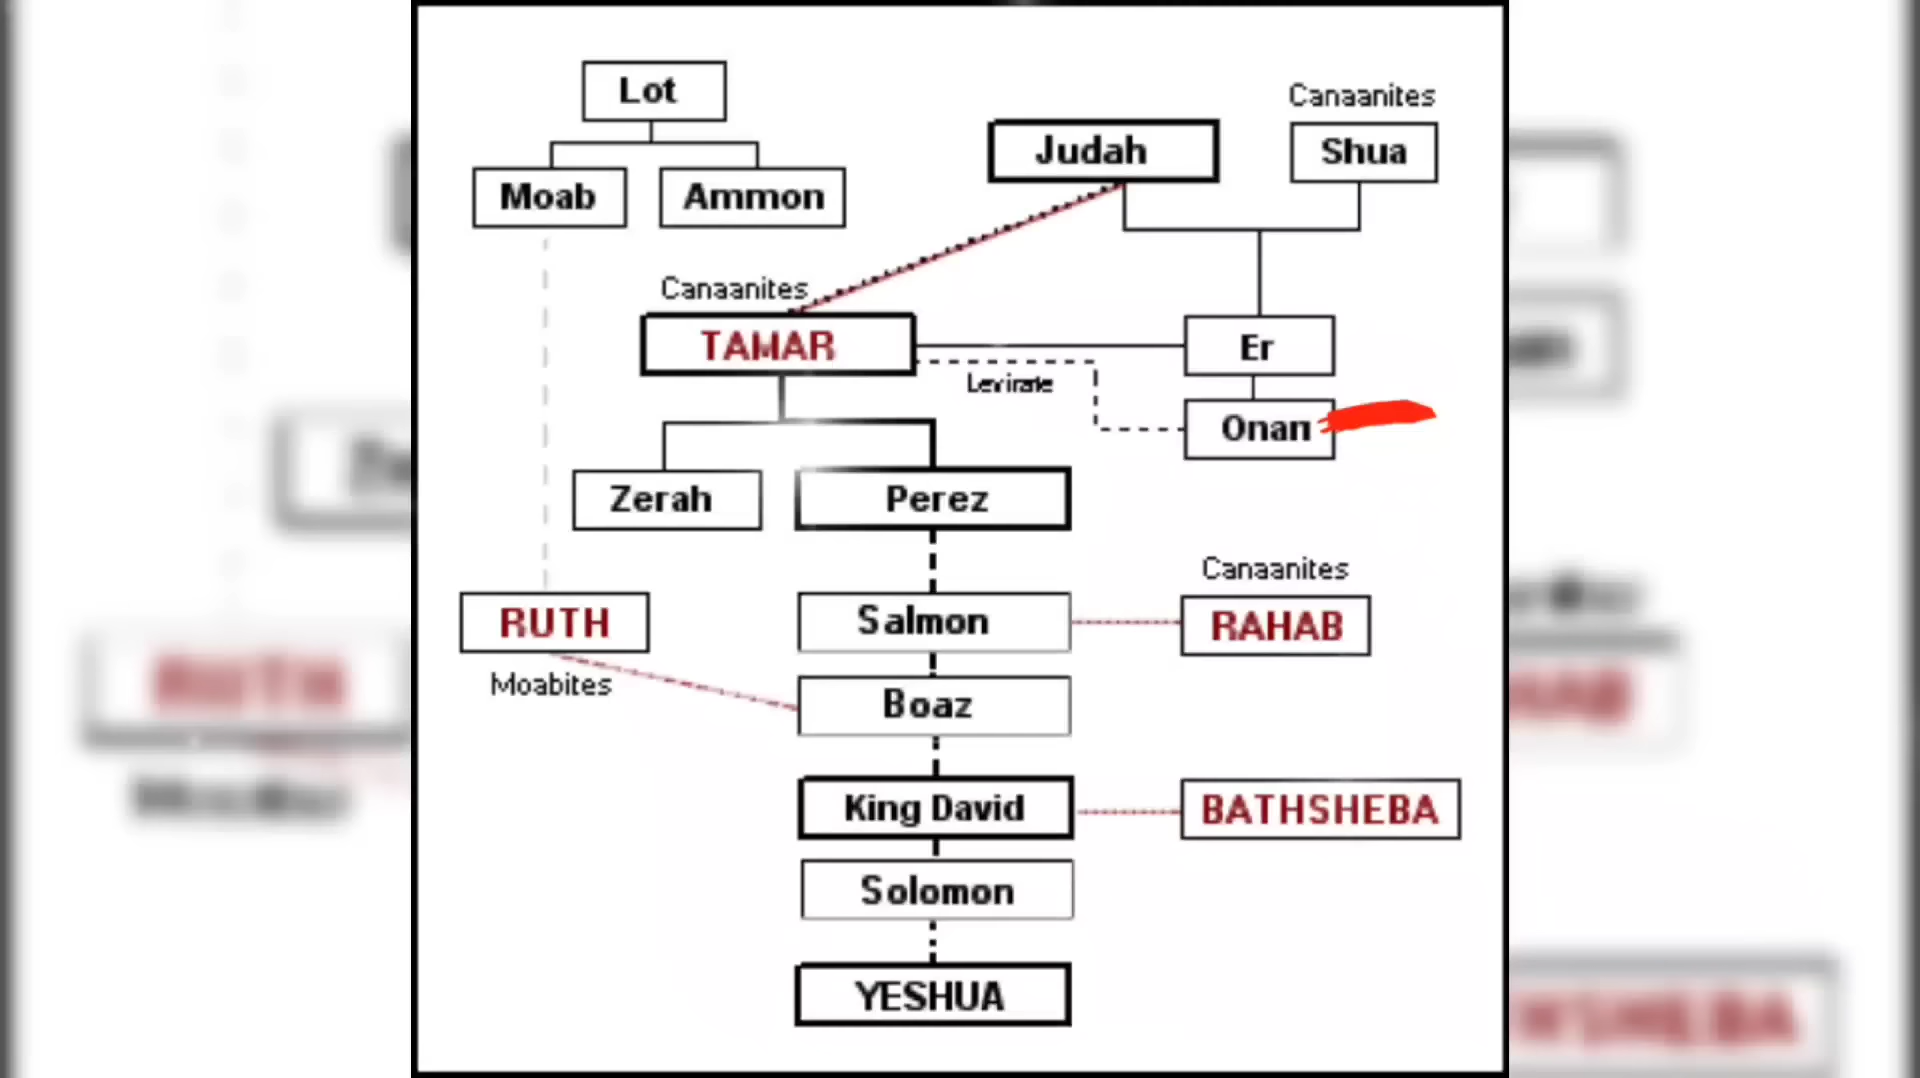 Lot
Canaanites
Judah
Shua
Moab
Ammon
Canaanites
TAMAR
Er
Levirate
Onan
Zerah
Perez
Canaanites
RUTH
Salmon
RAHAB
Moabites
Boaz
King David
BATHSHEBA
Solomon
YESHUA